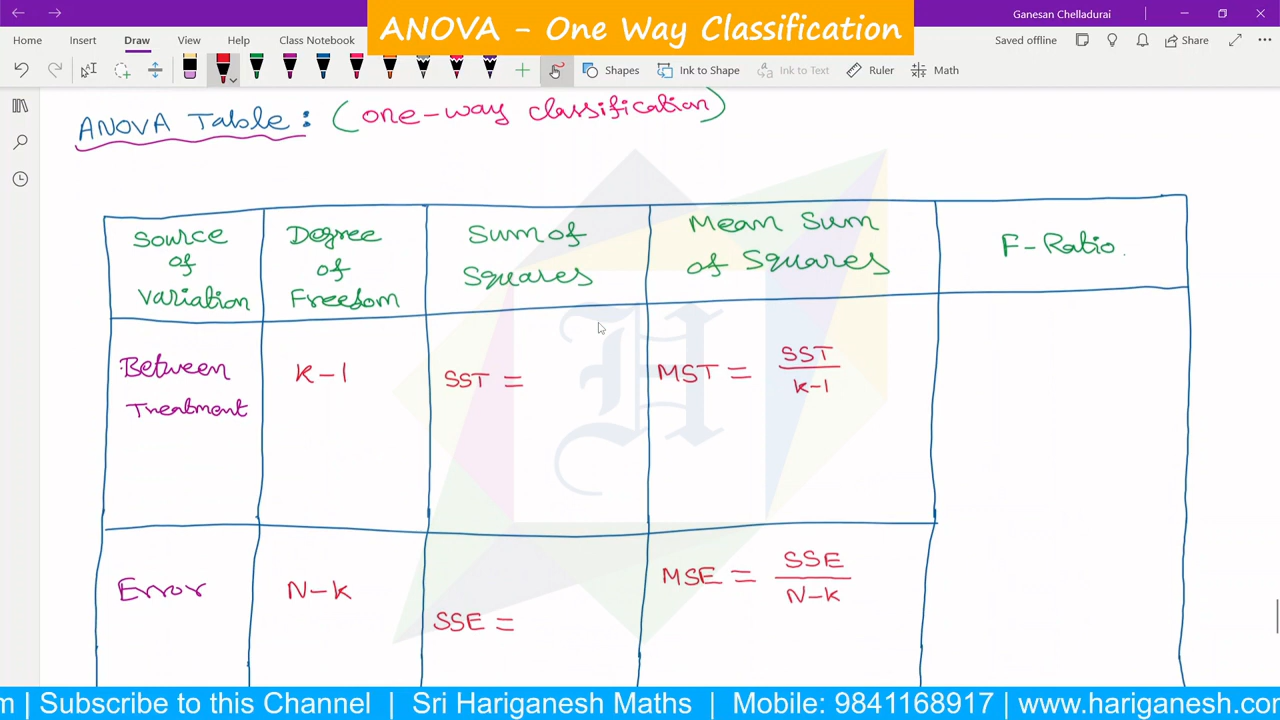 ANOVA - One Way Classification
Ganesan Chelladurai
Home Insert Draw View Help Class Notebook
Saved offline Share
Shapes Ink to Shape Ink to Text Ruler Math
ANOVA Table: (one-way classification)
Source of variation
Degree of Freedom
Sum of Squares
Mean Sum of Squares
F-Ratio.
Between Treatment
K-1
SST =
MST = SST / K-1
Error
N-K
SSE =
MSE = SSE / N-K
H
m | Subscribe to this Channel | Sri Hariganesh Maths | Mobile: 9841168917 | www.hariganesh.con